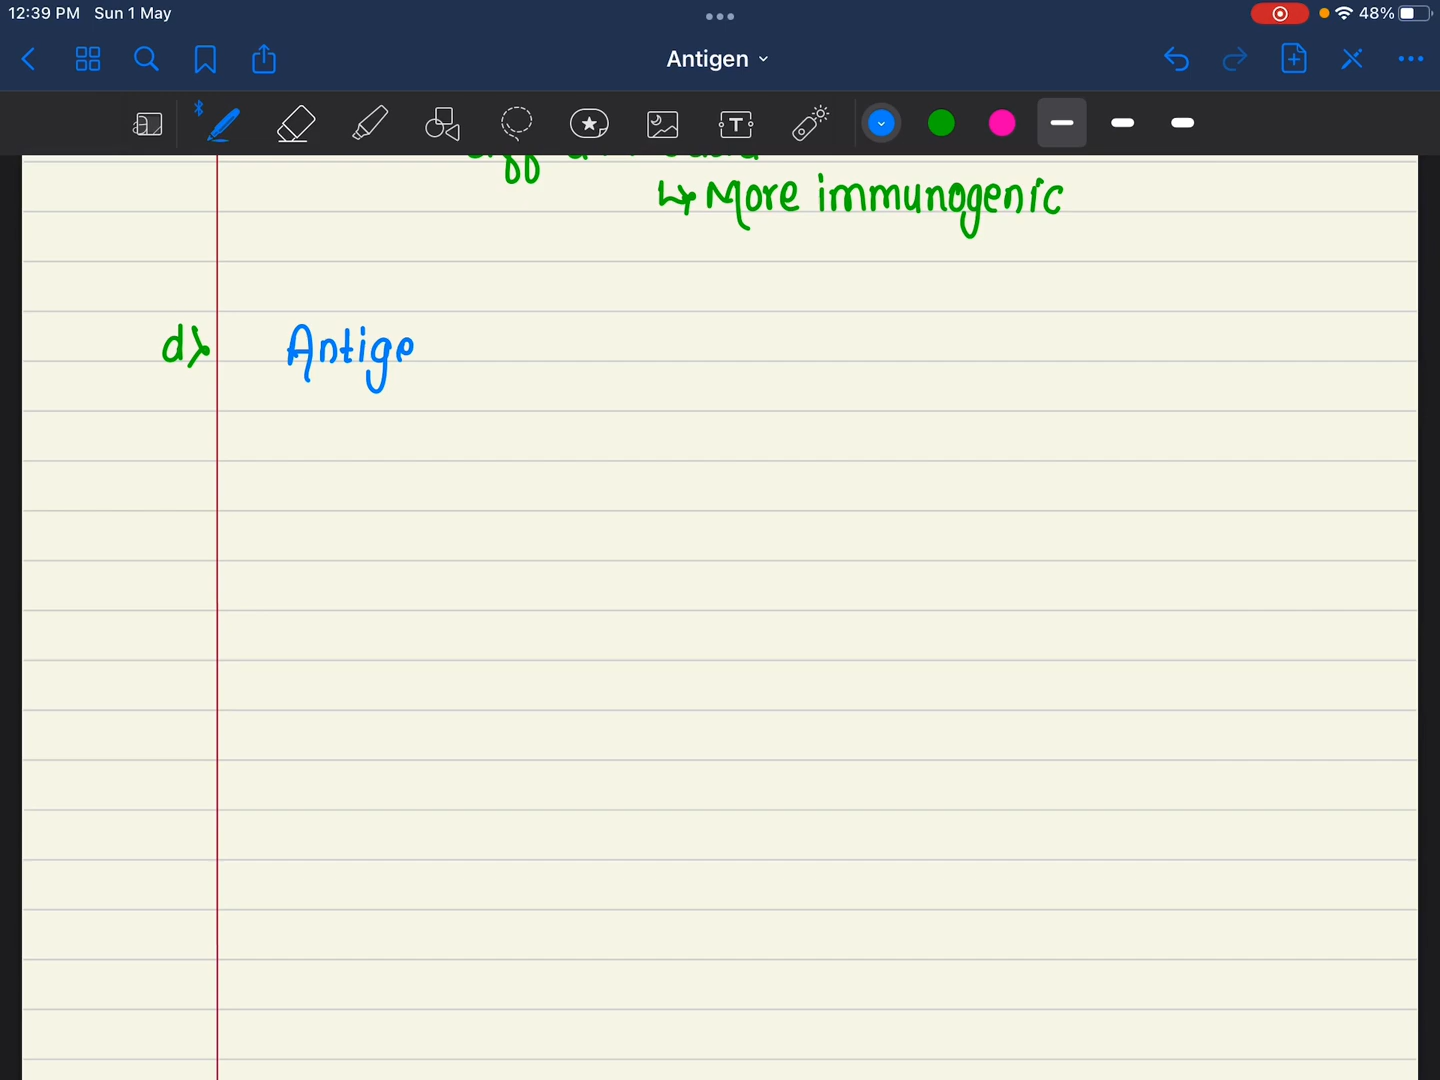 12:39 PM Sun 1 May
48%
Antigen
T
↳ More immunogenic
d> Antige